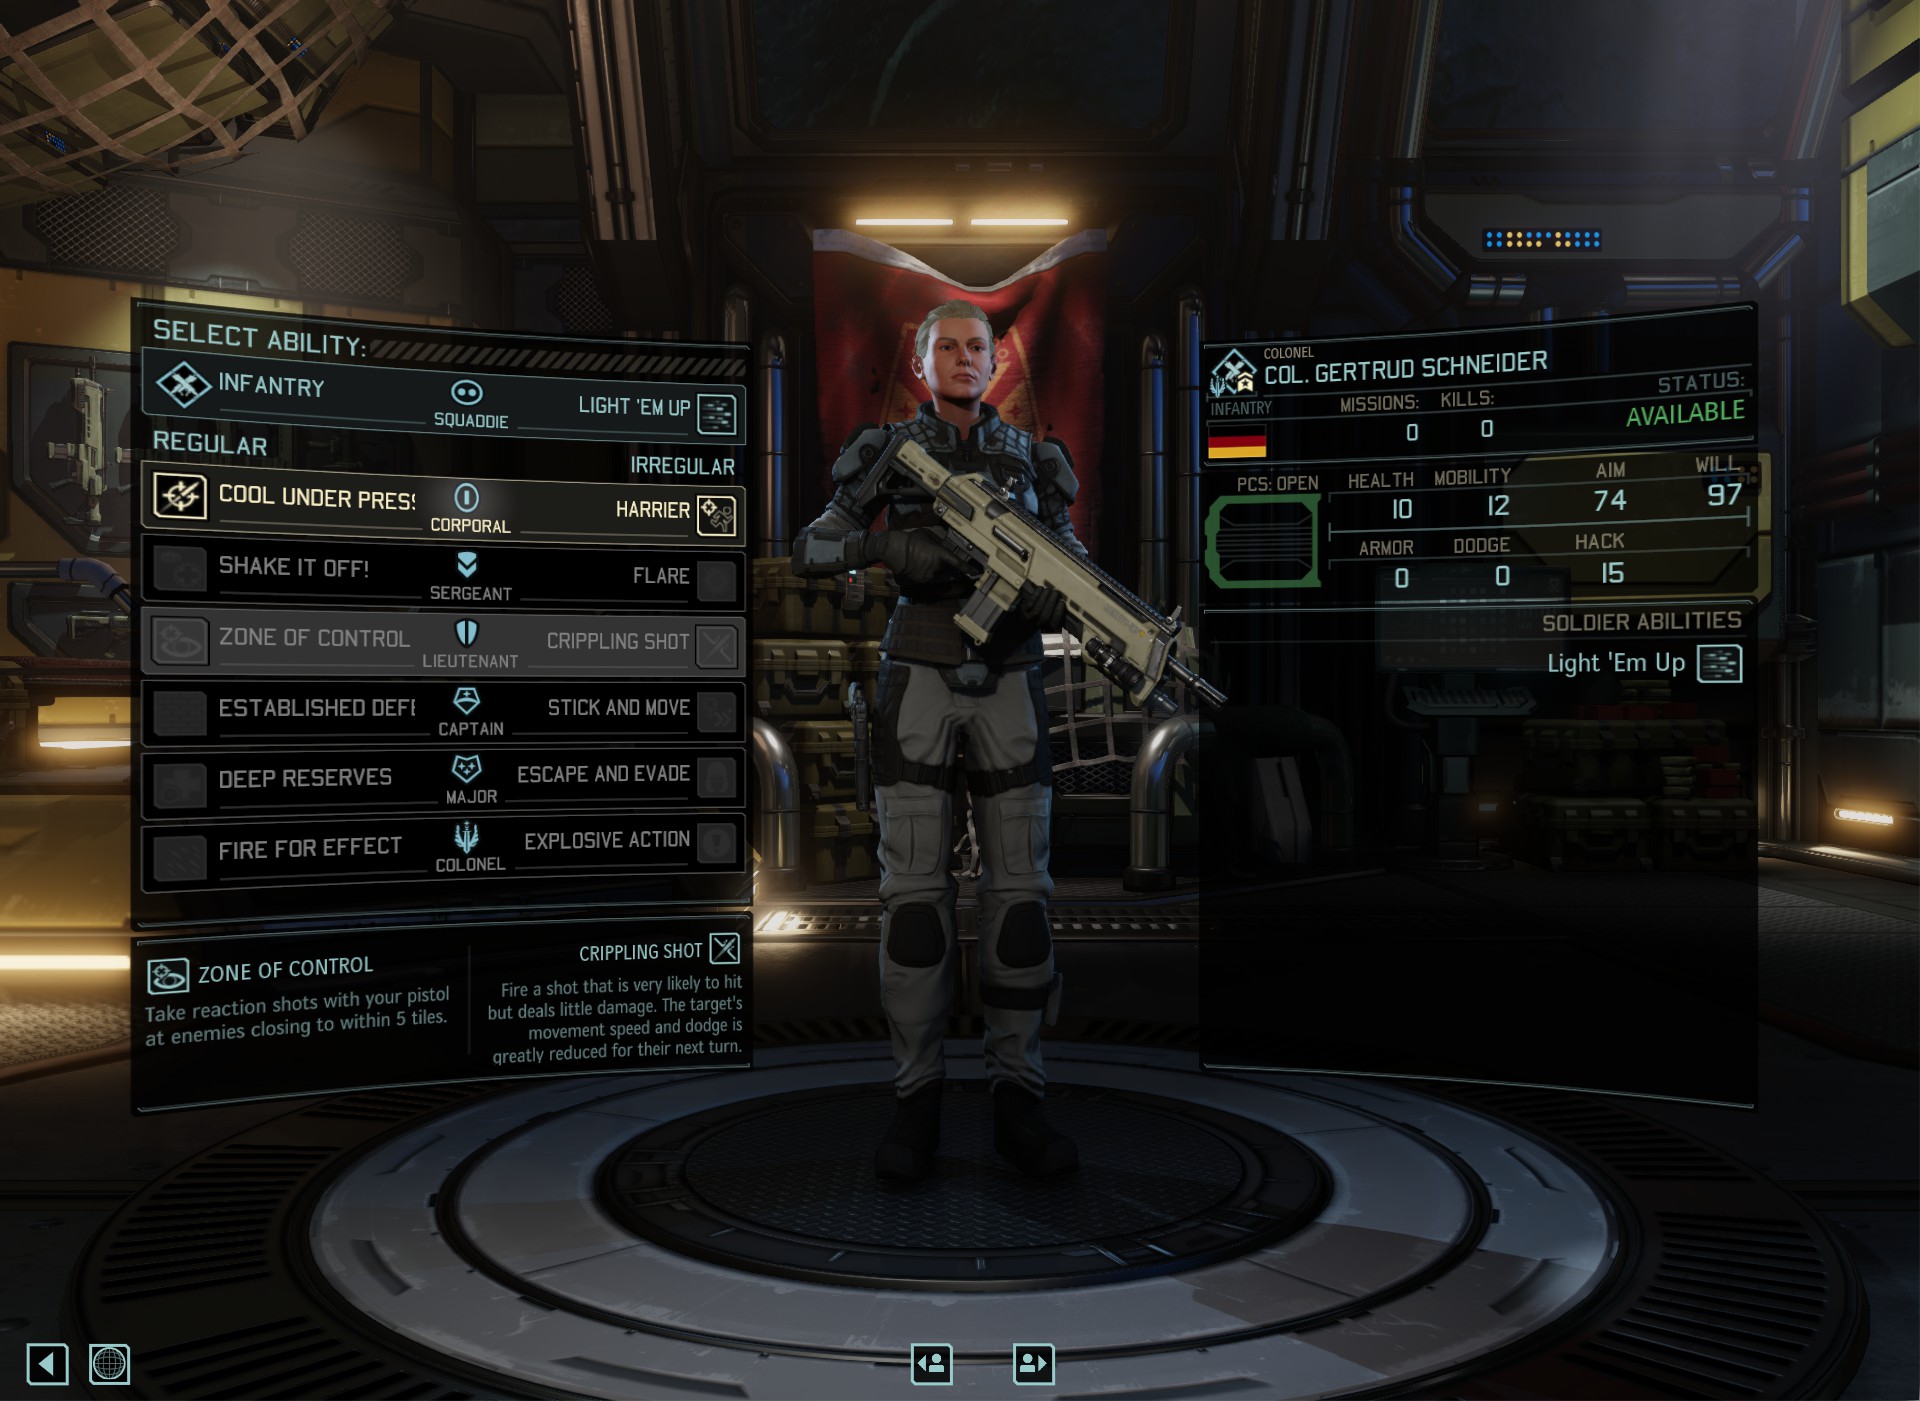 SELECT ABILITY:
INFANTRY
SQUADDIE
LIGHT 'EM UP
REGULAR
IRREGULAR
COOL UNDER PRESS
CORPORAL
HARRIER
SHAKE IT OFF!
SERGEANT
FLARE
ZONE OF CONTROL
LIEUTENANT
CRIPPLING SHOT
ESTABLISHED DEFE
CAPTAIN
STICK AND MOVE
DEEP RESERVES
MAJOR
ESCAPE AND EVADE
FIRE FOR EFFECT
COLONEL
EXPLOSIVE ACTION
ZONE OF CONTROL
Take reaction shots with your pistol
at enemies closing to within 5 tiles.
CRIPPLING SHOT
Fire a shot that is very likely to hit
but deals little damage. The target's
movement speed and dodge is
greatly reduced for their next turn.
COLONEL
COL. GERTRUD SCHNEIDER
INFANTRY
MISSIONS: KILLS:
0 0
STATUS:
AVAILABLE
PCS: OPEN
HEALTH MOBILITY AIM WILL
10 12 74 97
ARMOR DODGE HACK
0 0 15
SOLDIER ABILITIES
Light 'Em Up